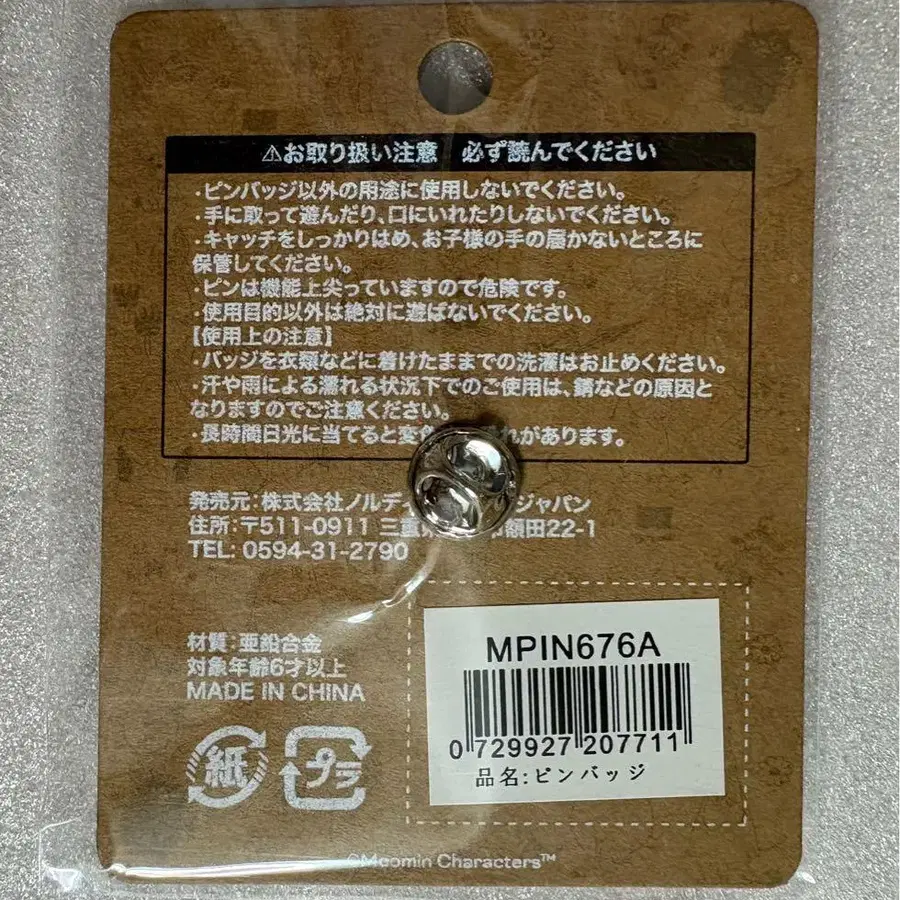 ⚠お取り扱い注意 必ず読んでください
・ピンバッジ以外の用途に使用しないでください。
・手に取って遊んだり、口にいれたりしないでください。
・キャッチをしっかりはめ、お子様の手の届かないところに
保管してください。
・ピンは機能上尖っていますので危険です。
・使用目的以外は絶対に遊ばないでください。
【使用上の注意】
・バッジを衣類などに着けたままでの洗濯はお止めください。
・汗や雨による濡れる状況下でのご使用は、錆などの原因と
なりますのでご注意ください。
・長時間日光に当てると変色 れがあります。
発売元：株式会社ノルデ ジャパン
住所：〒511-0911 三重 額田22-1
TEL: 0594-31-2790
材質：亜鉛合金
対象年齢6才以上
MADE IN CHINA
紙
プラ
MPIN676A
0 729927 207711
品名:ピンバッジ
©Moomin Characters™